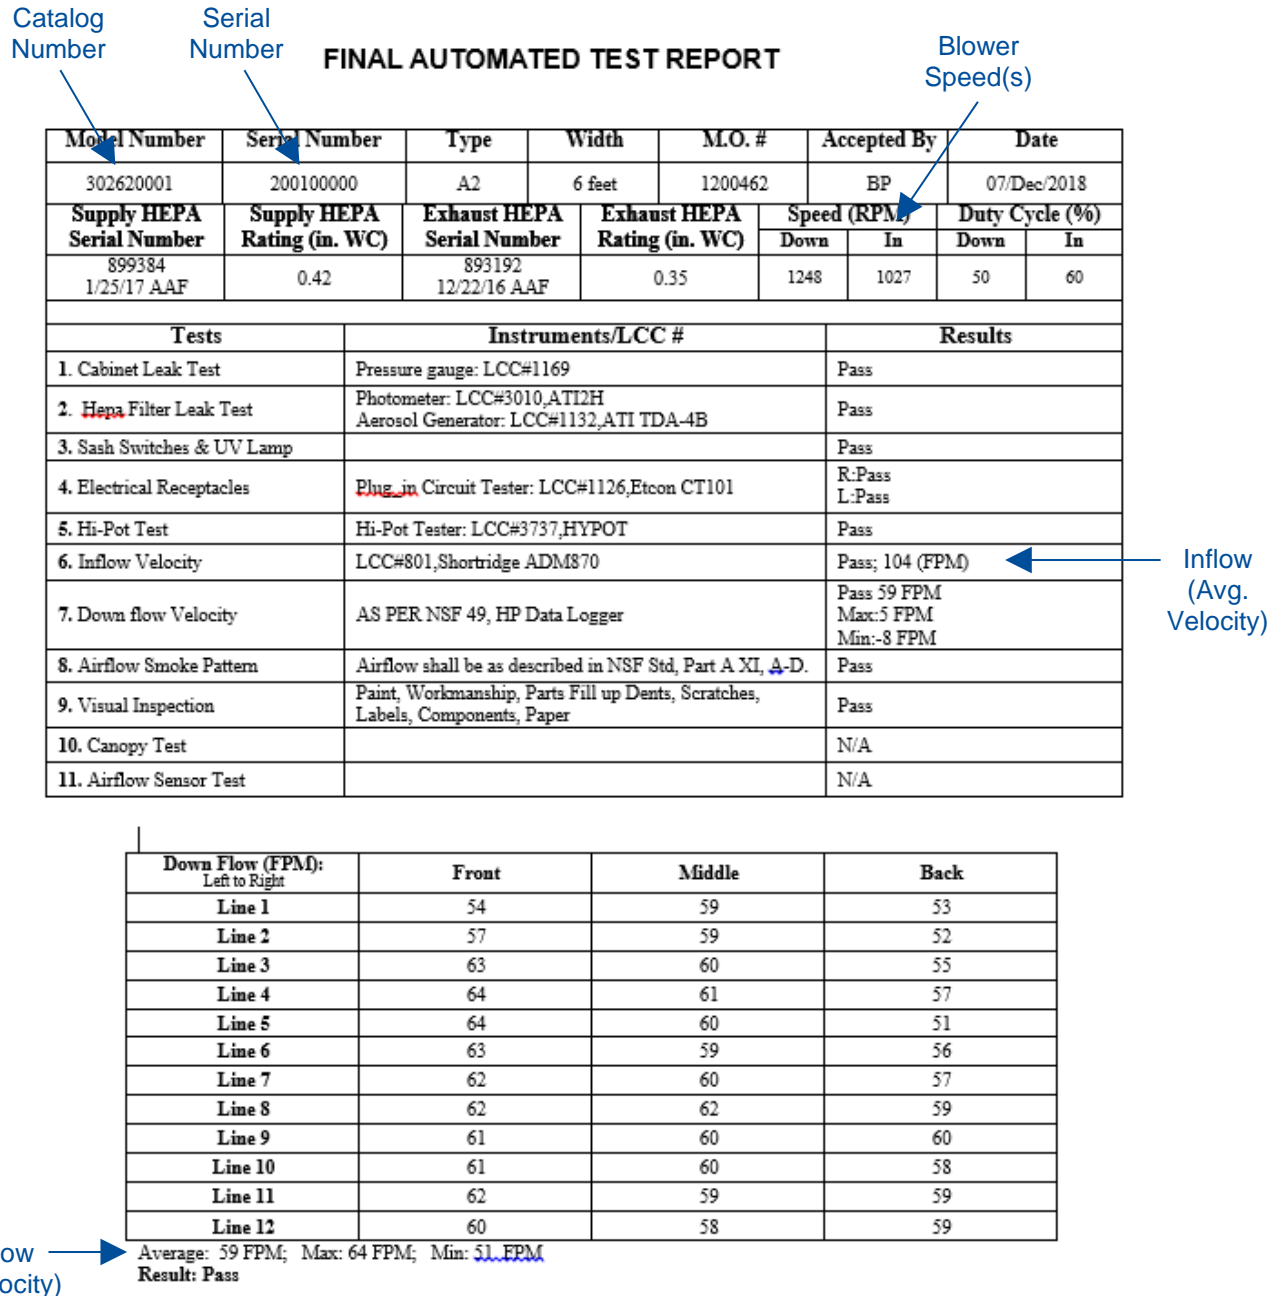 Catalog
Number
Serial
Number
FINAL AUTOMATED TEST REPORT
Blower
Speed(s)
Model Number Serial Number Type Width M.O. # Accepted By Date
302620001 200100000 A2 6 feet 1200462 BP 07/Dec/2018
Supply HEPA Serial Number Supply HEPA Rating (in. WC) Exhaust HEPA Serial Number Exhaust HEPA Rating (in. WC) Speed (RPM) Duty Cycle (%)
Down In Down In
899384
1/25/17 AAF 0.42 893192
12/22/16 AAF 0.35 1248 1027 50 60
Tests Instruments/LCC # Results
1. Cabinet Leak Test Pressure gauge: LCC#1169 Pass
2. Hepa Filter Leak Test Photometer: LCC#3010,ATI2H
Aerosol Generator: LCC#1132,ATI TDA-4B Pass
3. Sash Switches & UV Lamp Pass
4. Electrical Receptacles Plug_in Circuit Tester: LCC#1126,Etcon CT101 R:Pass
L:Pass
5. Hi-Pot Test Hi-Pot Tester: LCC#3737,HYPOT Pass
6. Inflow Velocity LCC#801,Shortridge ADM870 Pass; 104 (FPM)
Inflow
(Avg.
Velocity)
7. Down flow Velocity AS PER NSF 49, HP Data Logger Pass 59 FPM
Max:5 FPM
Min:-8 FPM
8. Airflow Smoke Pattern Airflow shall be as described in NSF Std, Part A XI, A-D. Pass
9. Visual Inspection Paint, Workmanship, Parts Fill up Dents, Scratches,
Labels, Components, Paper Pass
10. Canopy Test N/A
11. Airflow Sensor Test N/A
Down Flow (FPM):
Left to Right Front Middle Back
Line 1 54 59 53
Line 2 57 59 52
Line 3 63 60 55
Line 4 64 61 57
Line 5 64 60 51
Line 6 63 59 56
Line 7 62 60 57
Line 8 62 62 59
Line 9 61 60 60
Line 10 61 60 58
Line 11 62 59 59
Line 12 60 58 59
Average: 59 FPM; Max: 64 FPM; Min: 51 FPM
Result: Pass